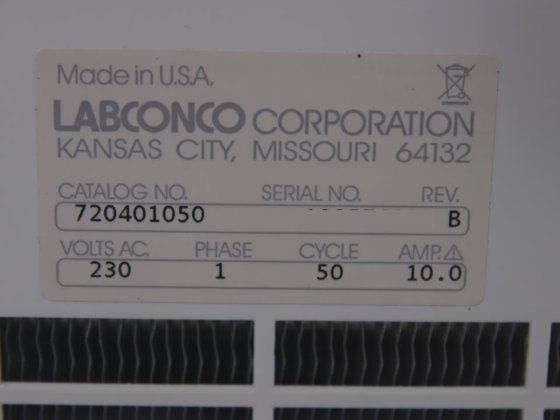 Made in U.S.A.
LABCONCO CORPORATION
KANSAS CITY, MISSOURI 64132
CATALOG NO. SERIAL NO. REV.
720401050 B
VOLTS AC. PHASE CYCLE AMP.⚠
230 1 50 10.0